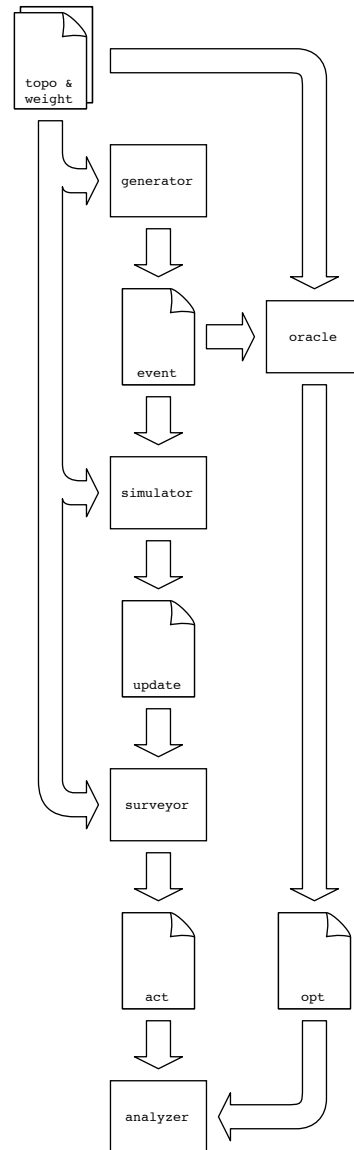 topo &
weight
generator
event
oracle
simulator
update
surveyor
act
opt
analyzer